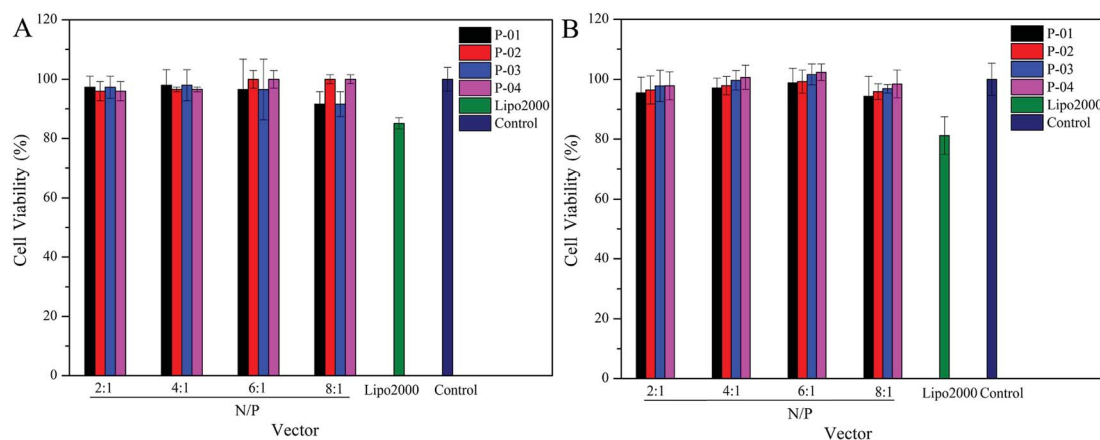 A
120
100
80
60
40
20
0
Cell Viability (%)
P-01
P-02
P-03
P-04
Lipo2000
Control
2:1 4:1 6:1 8:1 Lipo2000 Control
N/P
Vector
B
120
100
80
60
40
20
0
Cell Viability (%)
P-01
P-02
P-03
P-04
Lipo2000
Control
2:1 4:1 6:1 8:1 Lipo2000 Control
N/P
Vector